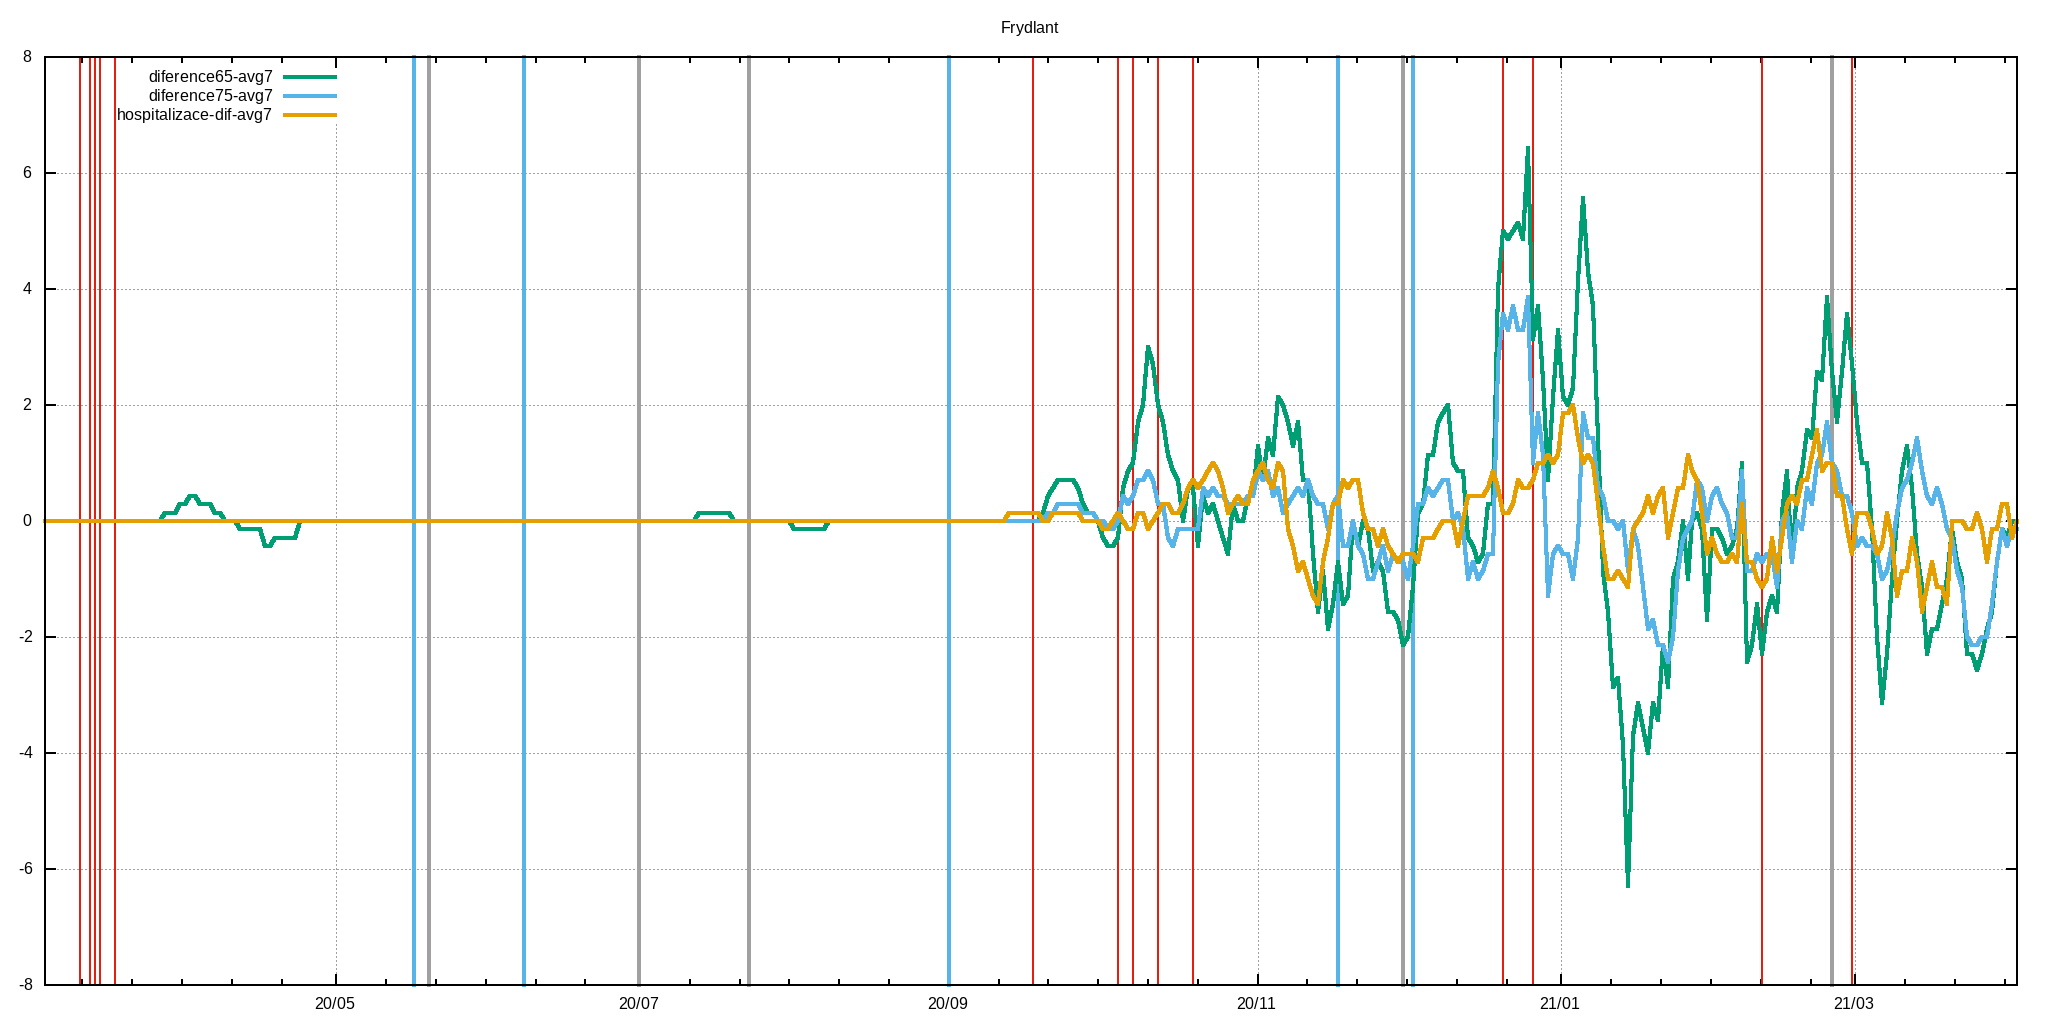 Frydlant
8
diference65-avg7
diference75-avg7
hospitalizace-dif-avg7
6
4
2
0
-2
-4
-6
-8
20/05 20/07 20/09 20/11 21/01 21/03